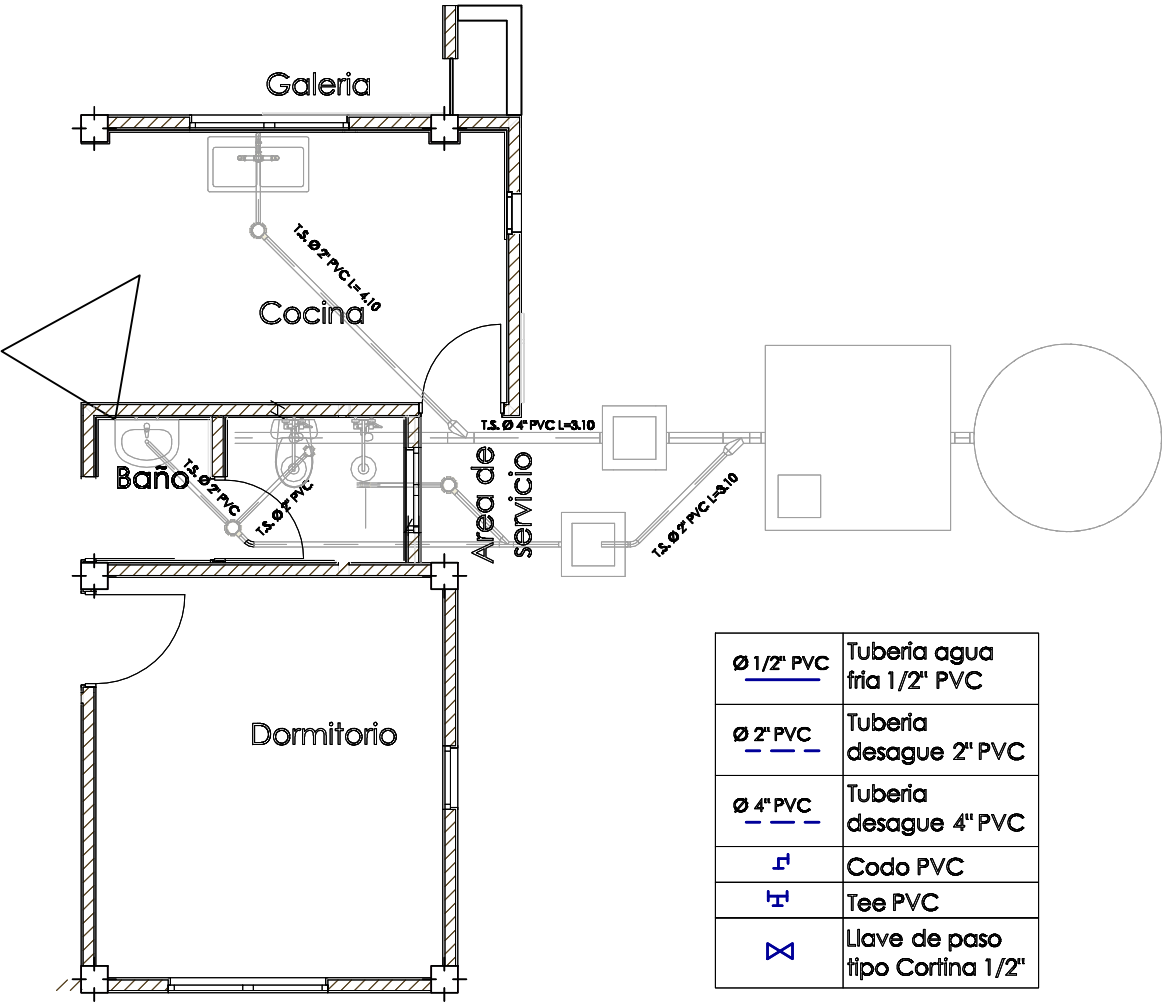 Galeria
T.S. Ø 2" PVC L= 4.10
Cocina
T.S. Ø 4" PVC L=3.10
Baño
T.S. Ø 2" PVC
T.S. Ø 2" PVC
Area de
servicio
T.S. Ø 2" PVC L=3.10
Dormitorio
Ø 1/2" PVC
Tuberia agua
fria 1/2" PVC
Ø 2" PVC
Tuberia
desague 2" PVC
Ø 4" PVC
Tuberia
desague 4" PVC
Codo PVC
Tee PVC
Llave de paso
tipo Cortina 1/2"